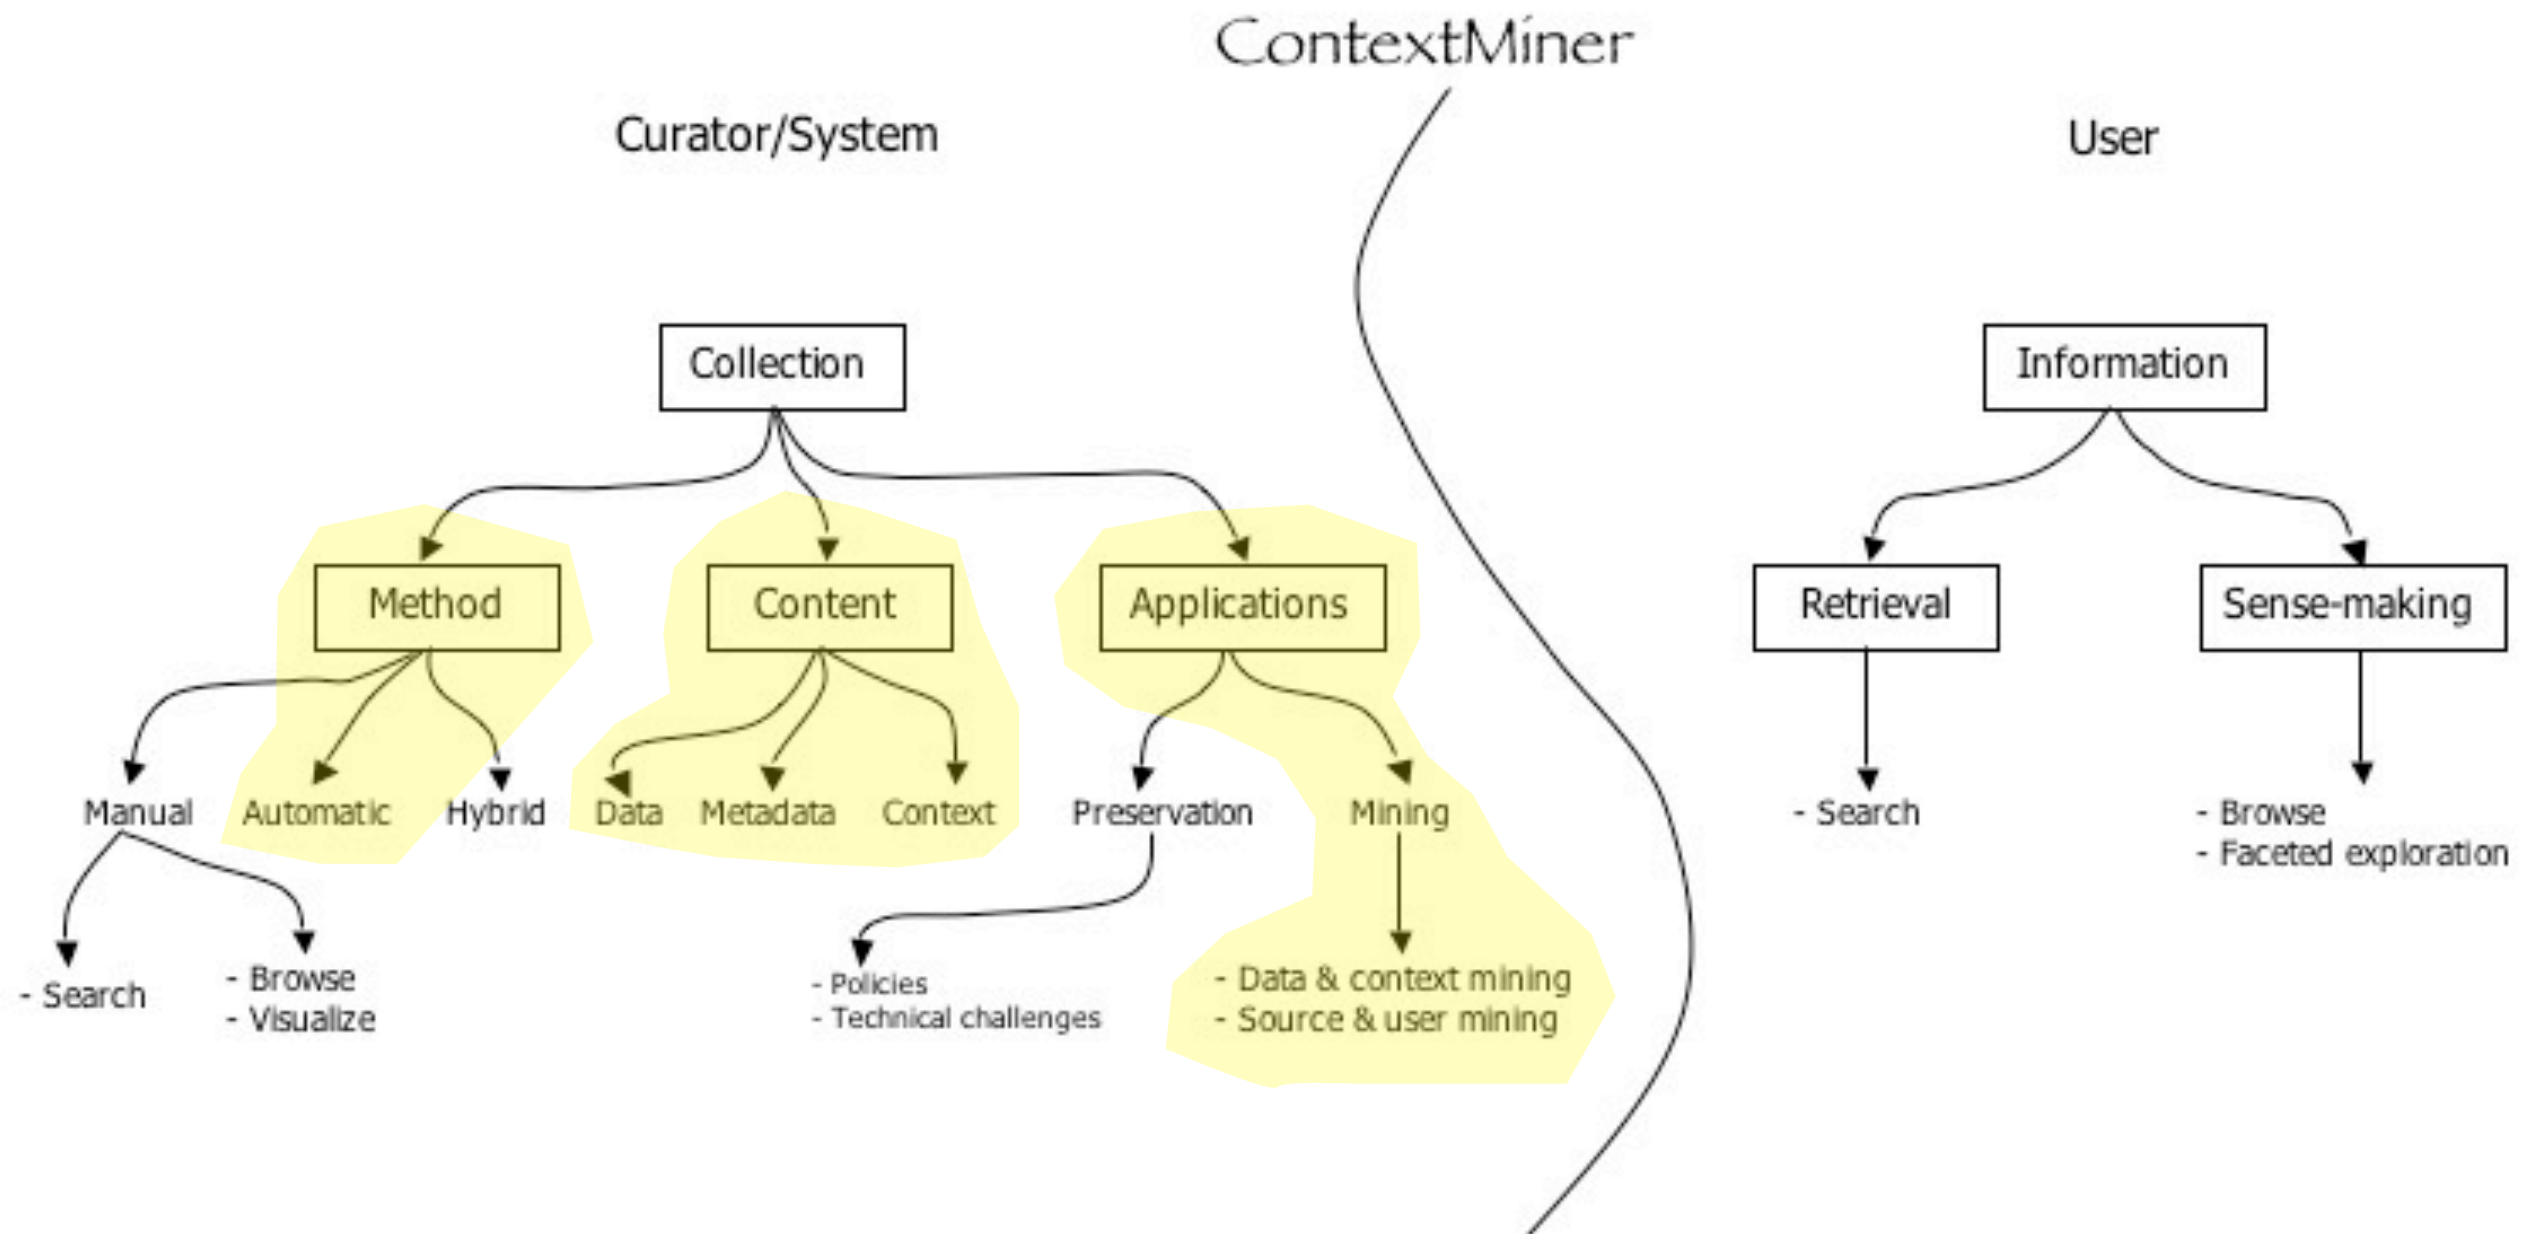 ContextMiner
Curator/System
User
Collection
Information
Method
Content
Applications
Retrieval
Sense-making
Manual
Automatic
Hybrid
Data
Metadata
Context
Preservation
Mining
- Search
- Browse
- Faceted exploration
- Search
- Browse
- Visualize
- Policies
- Technical challenges
- Data & context mining
- Source & user mining